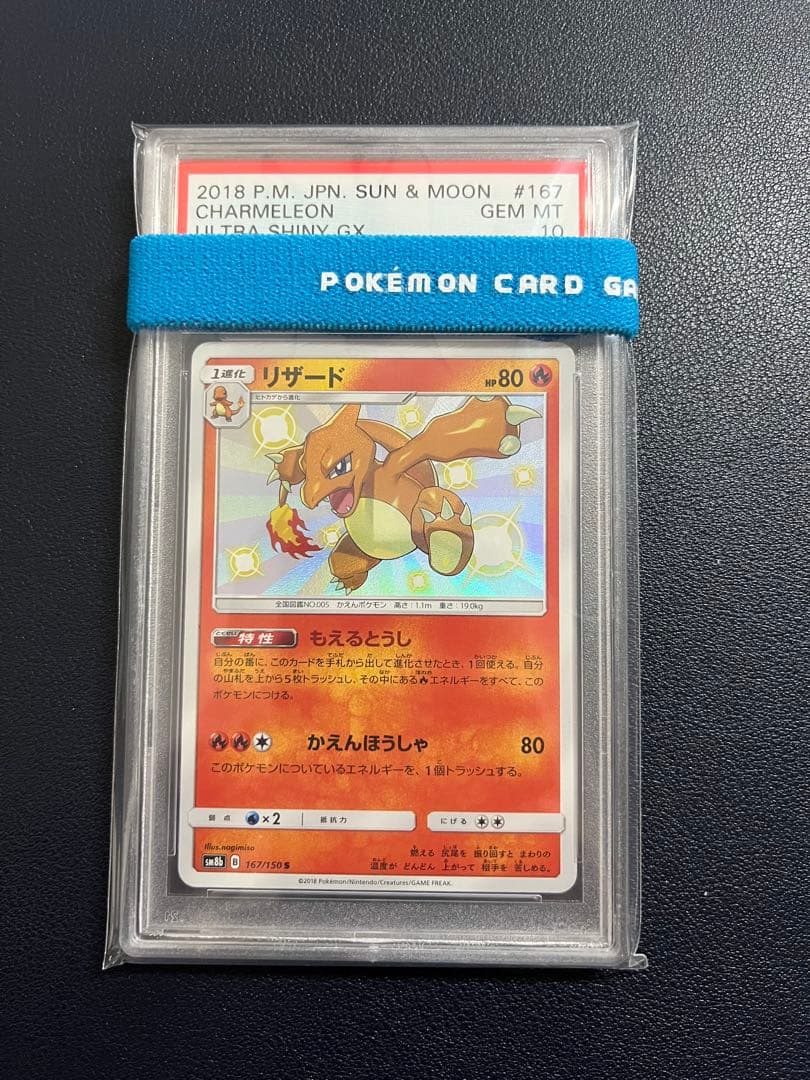 2018 P.M. JPN. SUN & MOON #167
CHARMELEON GEM MT
ULTRA SHINY GX 10
POKÉMON CARD GA
1進化 リザード HP80
ヒトカゲから進化
全国図鑑NO.005 かえんポケモン 高さ:1.1m 重さ:19.0kg
特性 もえるとうし
自分の番に、このカードを手札から出して進化させたとき、1回使える。自分
の山札を上から5枚トラッシュし、その中にあるエネルギーをすべて、この
ポケモンにつける。
かえんほうしゃ 80
このポケモンについているエネルギーを、1個トラッシュする。
弱点 ×2 抵抗力 にげる
Illus.nagimiso
燃える 尻尾を 振り回すと まわりの
温度が どんどん 上がって 相手を 苦しめる。
sm8b B 167/150 S
©2018 Pokémon/Nintendo/Creatures/GAME FREAK.